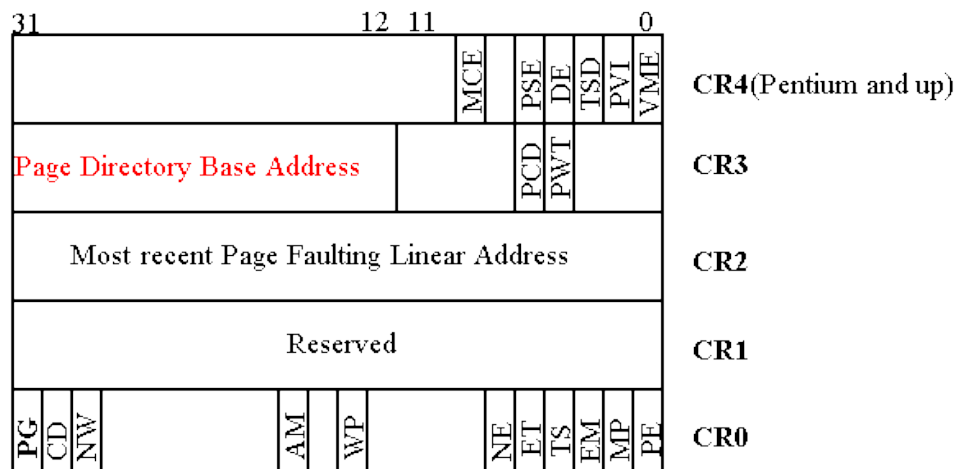 31 12 11 0
MCE PSE DE TSD PVI VME CR4(Pentium and up)
Page Directory Base Address PCD PWT CR3
Most recent Page Faulting Linear Address CR2
Reserved CR1
PG CD NW AM WP NE ET TS EM MP PE CR0